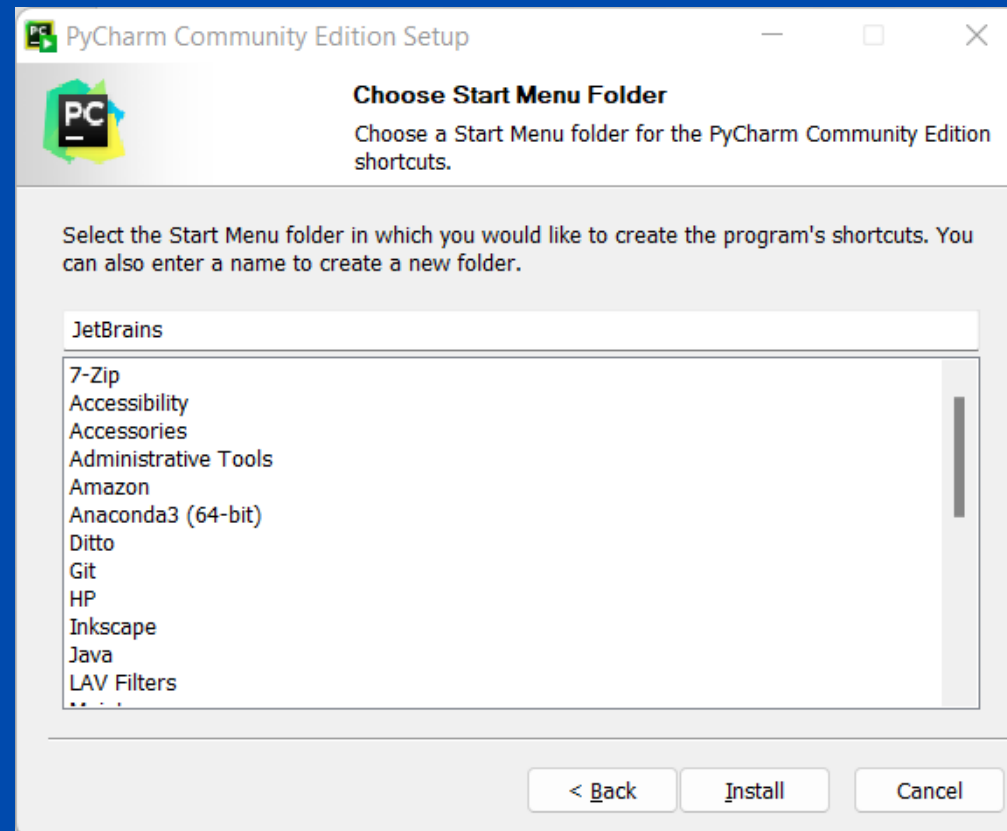 PyCharm Community Edition Setup
PC
Choose Start Menu Folder
Choose a Start Menu folder for the PyCharm Community Edition
shortcuts.
Select the Start Menu folder in which you would like to create the program's shortcuts. You
can also enter a name to create a new folder.
JetBrains
7-Zip
Accessibility
Accessories
Administrative Tools
Amazon
Anaconda3 (64-bit)
Ditto
Git
HP
Inkscape
Java
LAV Filters
< Back
Install
Cancel